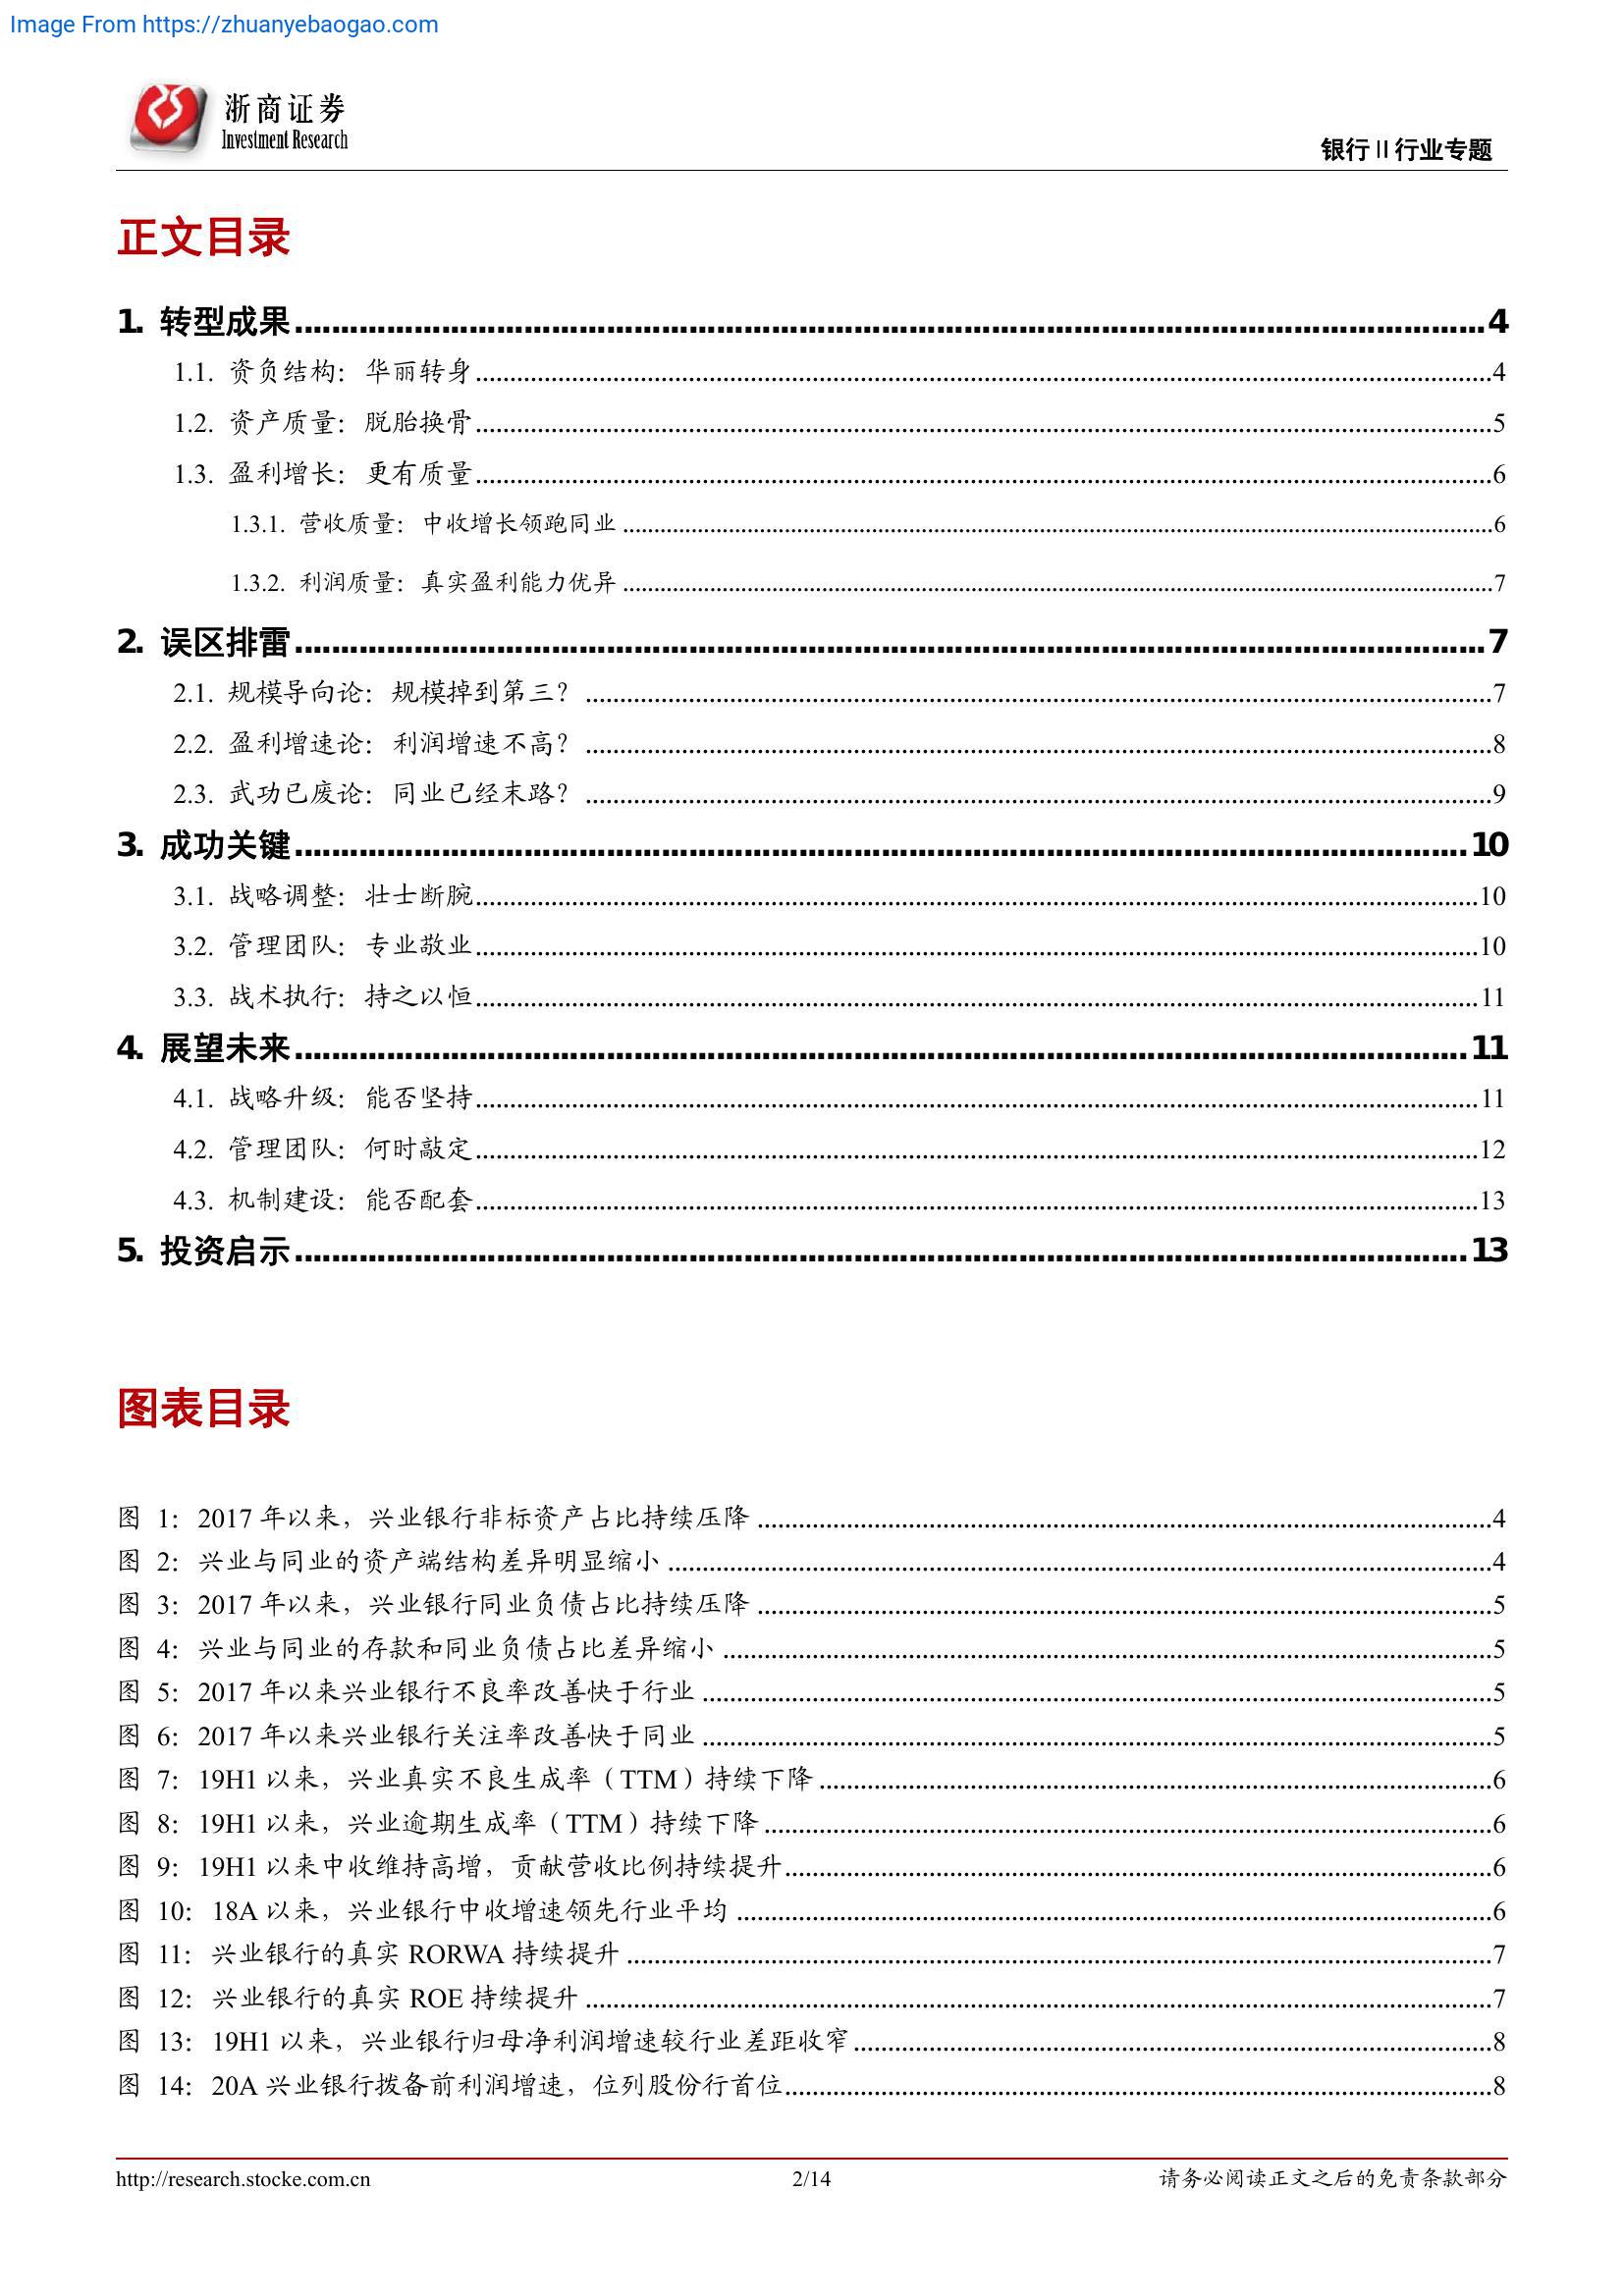 Image From https://zhuanyebaogao.com
浙商证券
Investment Research
银行Ⅱ行业专题
正文目录
1. 转型成果....................4
1.1. 资负结构：华丽转身....................4
1.2. 资产质量：脱胎换骨....................5
1.3. 盈利增长：更有质量....................6
1.3.1. 营收质量：中收增长领跑同业....................6
1.3.2. 利润质量：真实盈利能力优异....................7
2. 误区排雷....................7
2.1. 规模导向论：规模掉到第三？....................7
2.2. 盈利增速论：利润增速不高？....................8
2.3. 武功已废论：同业已经末路？....................9
3. 成功关键....................10
3.1. 战略调整：壮士断腕....................10
3.2. 管理团队：专业敬业....................10
3.3. 战术执行：持之以恒....................11
4. 展望未来....................11
4.1. 战略升级：能否坚持....................11
4.2. 管理团队：何时敲定....................12
4.3. 机制建设：能否配套....................13
5. 投资启示....................13
图表目录
图 1：2017 年以来，兴业银行非标资产占比持续压降....................4
图 2：兴业与同业的资产端结构差异明显缩小....................4
图 3：2017 年以来，兴业银行同业负债占比持续压降....................5
图 4：兴业与同业的存款和同业负债占比差异缩小....................5
图 5：2017 年以来兴业银行不良率改善快于行业....................5
图 6：2017 年以来兴业银行关注率改善快于同业....................5
图 7：19H1 以来，兴业真实不良生成率（TTM）持续下降....................6
图 8：19H1 以来，兴业逾期生成率（TTM）持续下降....................6
图 9：19H1 以来中收维持高增，贡献营收比例持续提升....................6
图 10：18A 以来，兴业银行中收增速领先行业平均....................6
图 11：兴业银行的真实 RORWA 持续提升....................7
图 12：兴业银行的真实 ROE 持续提升....................7
图 13：19H1 以来，兴业银行归母净利润增速较行业差距收窄....................8
图 14：20A 兴业银行拨备前利润增速，位列股份行首位....................8
http://research.stocke.com.cn
2/14
请务必阅读正文之后的免责条款部分